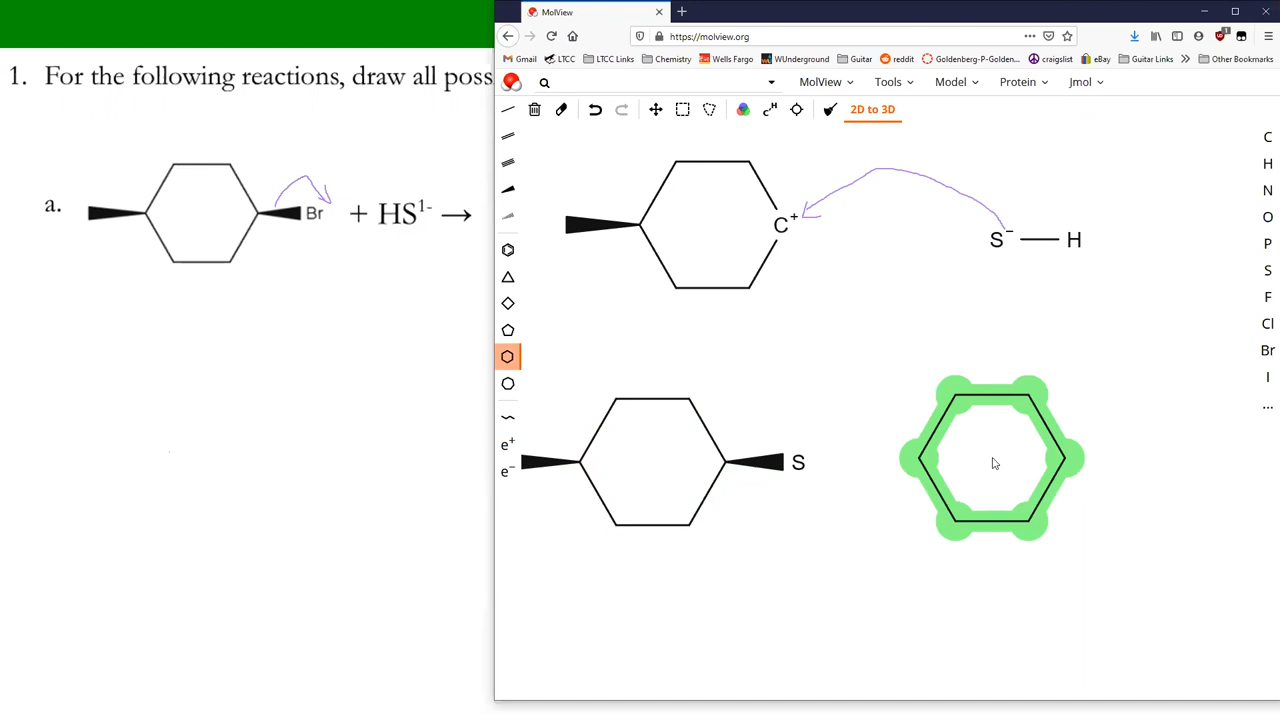 1. For the following reactions, draw all poss
a. Br + HS¹⁻ →
MolView
https://molview.org
Gmail LTCC LTCC Links Chemistry Wells Fargo WUnderground Guitar reddit Goldenberg-P-Golden... craigslist eBay Guitar Links Other Bookmarks
MolView Tools Model Protein Jmol
2D to 3D
C
H
N
O
P
S
F
Cl
Br
I
...
C⁺
S⁻ H
e⁺
e⁻
S